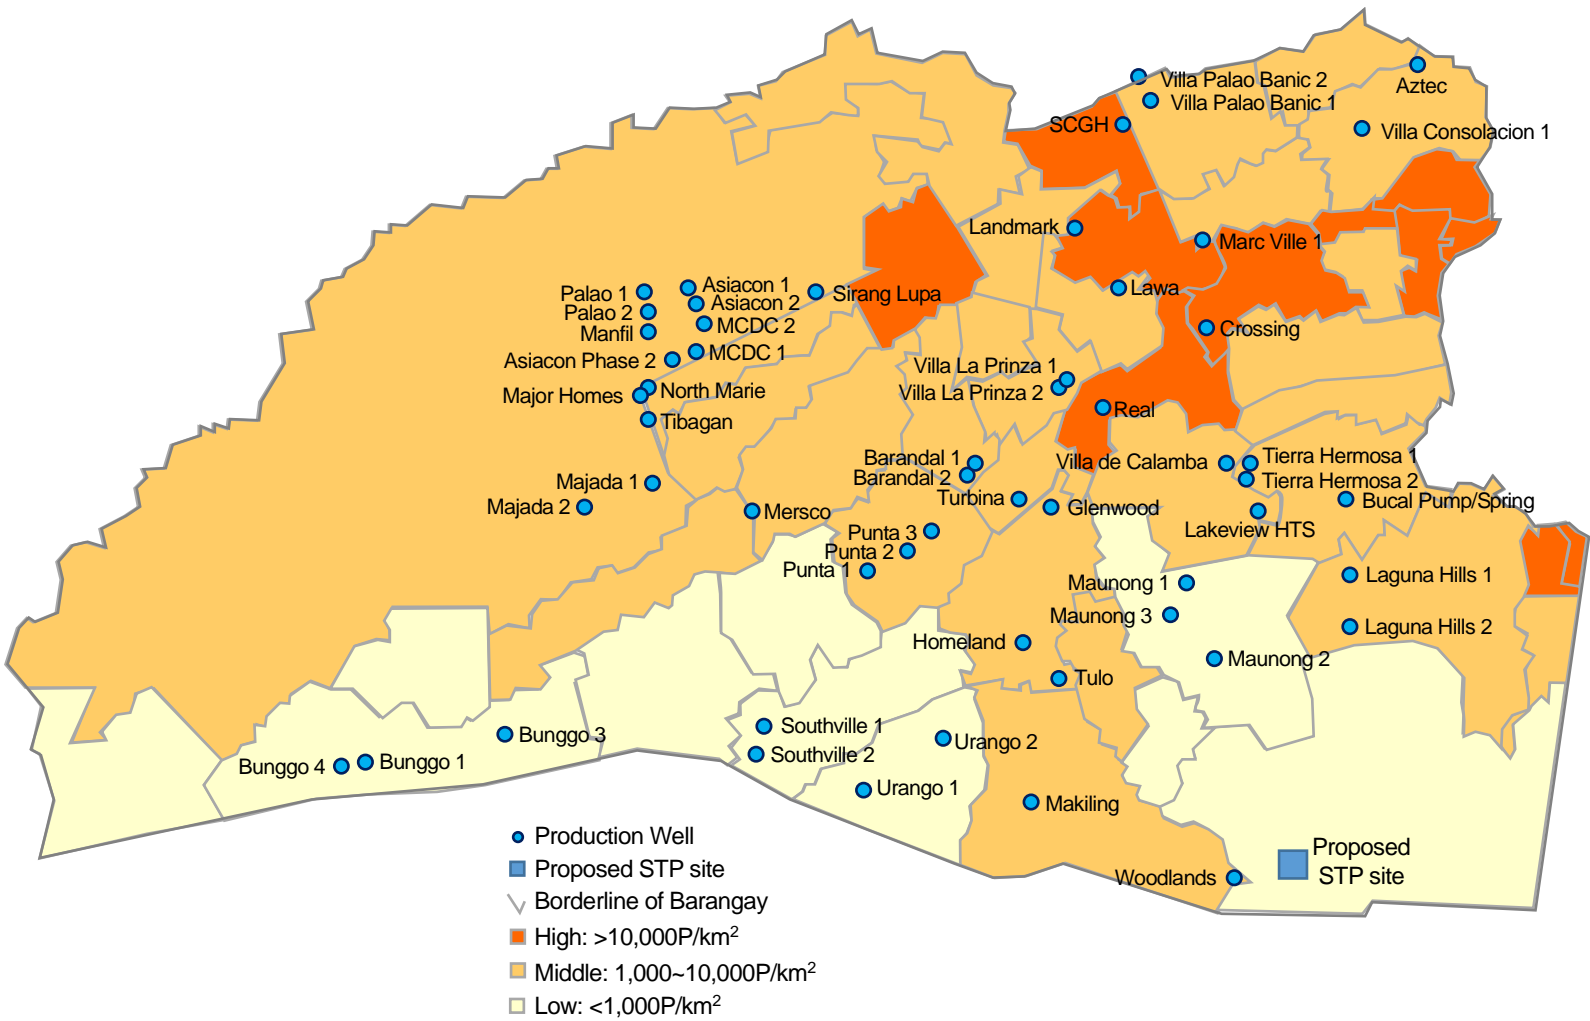 Villa Palao Banic 2
Aztec
Villa Palao Banic 1
SCGH
Villa Consolacion 1
Landmark
Marc Ville 1
Palao 1
Asiacon 1
Sirang Lupa
Lawa
Palao 2
Asiacon 2
Manfil
MCDC 2
Crossing
Asiacon Phase 2
MCDC 1
Villa La Prinza 1
Major Homes
North Marie
Villa La Prinza 2
Tibagan
Real
Barandal 1
Villa de Calamba
Tierra Hermosa 1
Majada 1
Barandal 2
Tierra Hermosa 2
Majada 2
Mersco
Turbina
Glenwood
Bucal Pump/Spring
Punta 3
Lakeview HTS
Punta 2
Punta 1
Maunong 1
Laguna Hills 1
Maunong 3
Homeland
Laguna Hills 2
Maunong 2
Tulo
Bunggo 3
Southville 1
Urango 2
Bunggo 4
Bunggo 1
Southville 2
Urango 1
Makiling
Woodlands
Proposed
STP site
Production Well
Proposed STP site
Borderline of Barangay
High: >10,000P/km²
Middle: 1,000~10,000P/km²
Low: <1,000P/km²